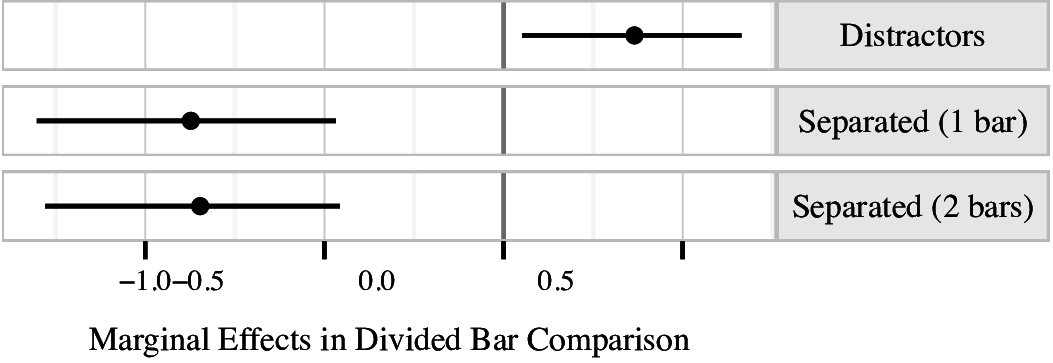 Distractors
Separated (1 bar)
Separated (2 bars)
−1.0−0.5 0.0 0.5
Marginal Effects in Divided Bar Comparison